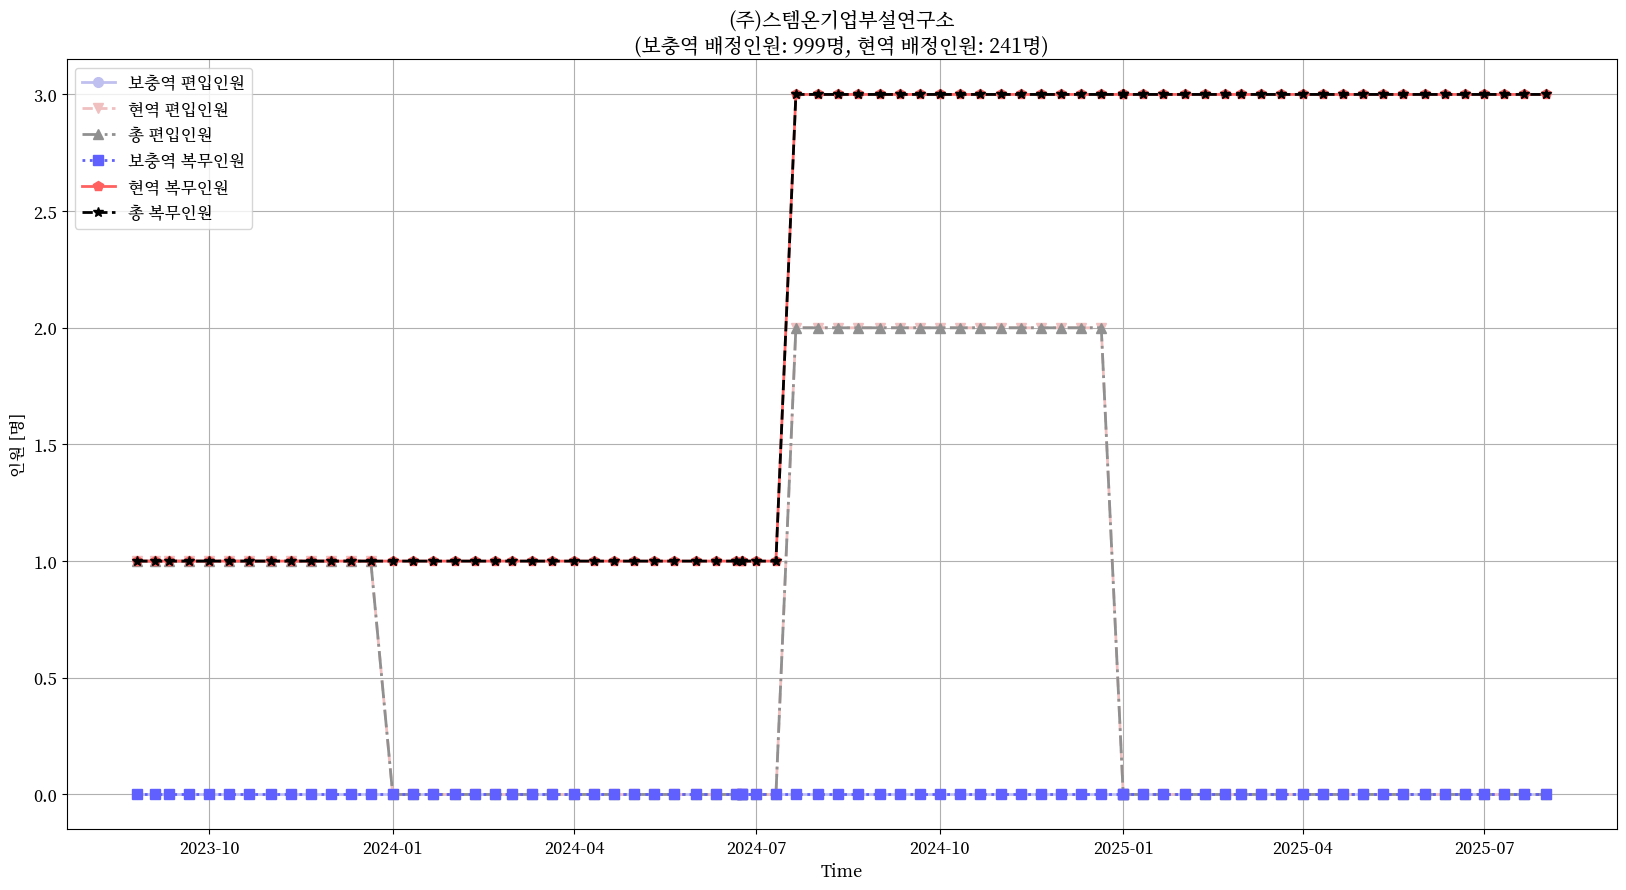 (주)스템온기업부설연구소
(보충역 배정인원: 999명, 현역 배정인원: 241명)
보충역 편입인원
현역 편입인원
총 편입인원
보충역 복무인원
현역 복무인원
총 복무인원
3.0
2.5
2.0
1.5
1.0
0.5
0.0
인원 [명]
2023-10 2024-01 2024-04 2024-07 2024-10 2025-01 2025-04 2025-07
Time